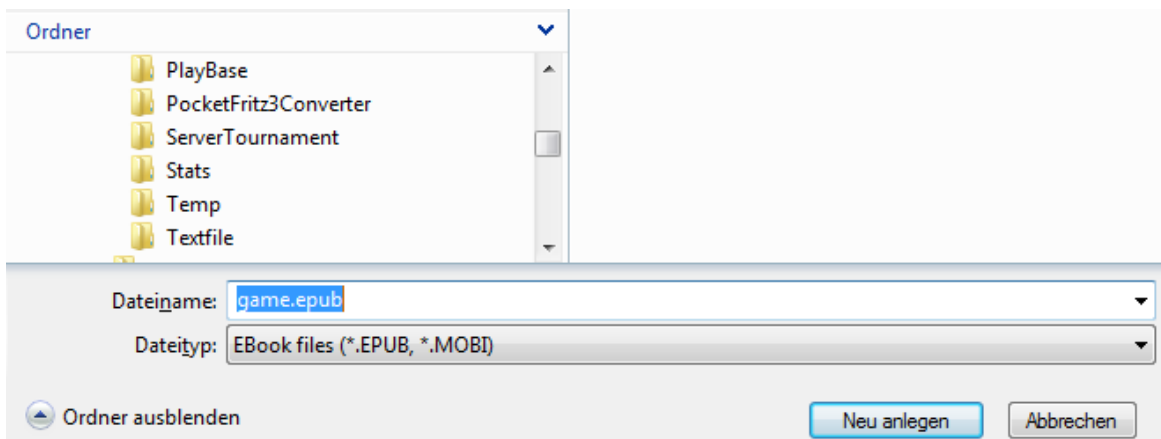 Ordner
PlayBase
PocketFritz3Converter
ServerTournament
Stats
Temp
Textfile
Dateiname: game.epub
Dateityp: EBook files (*.EPUB, *.MOBI)
Ordner ausblenden Neu anlegen Abbrechen